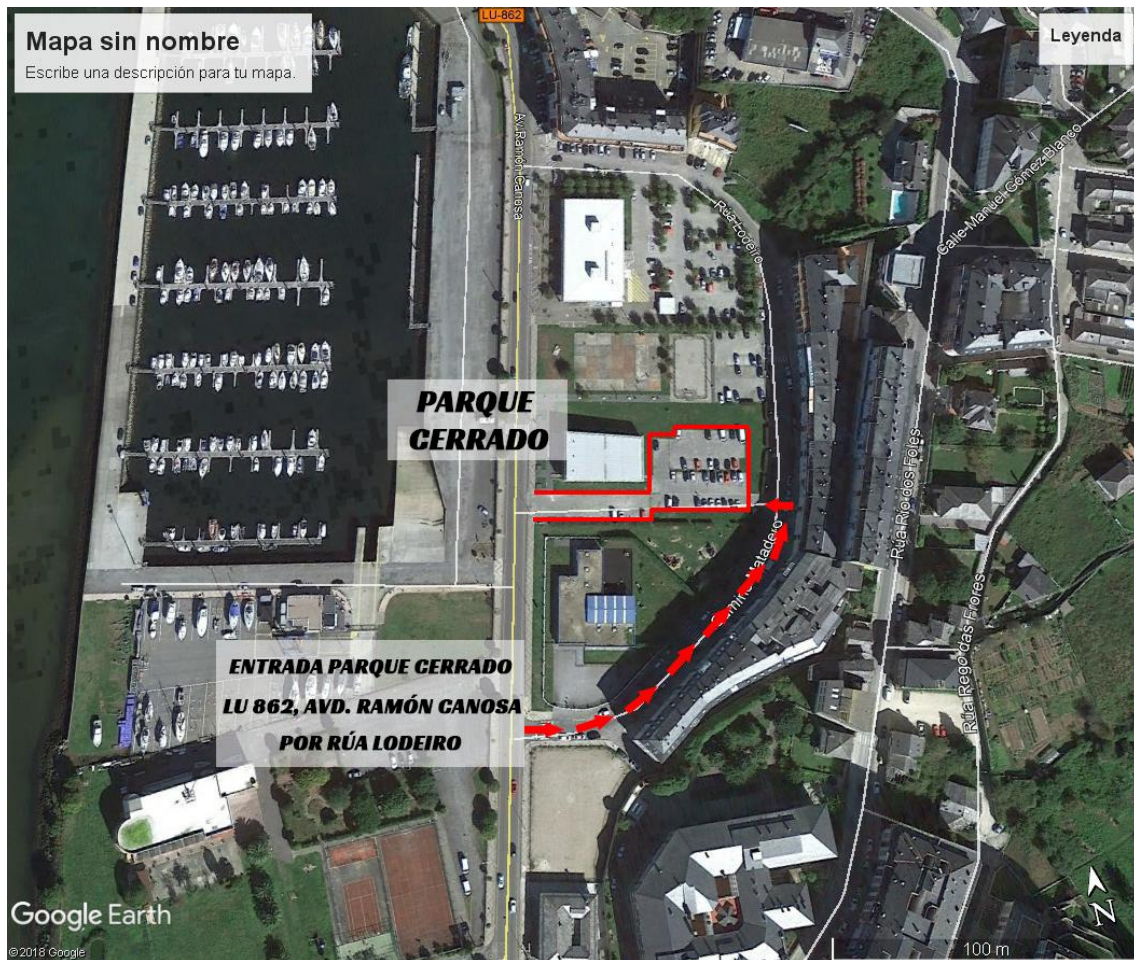 LU-862
Mapa sin nombre
Escribe una descripción para tu mapa.
Leyenda
Av. Ramón Canosa
Rúa Lodeiro
Calle Manuel Gómez Blanco
PARQUE
CERRADO
Rúa Río dos Foles
Matadero
Rúa Rego das Frores
ENTRADA PARQUE CERRADO
LU 862, AVD. RAMÓN CANOSA
POR RÚA LODEIRO
Google Earth
©2018 Google
N
100 m